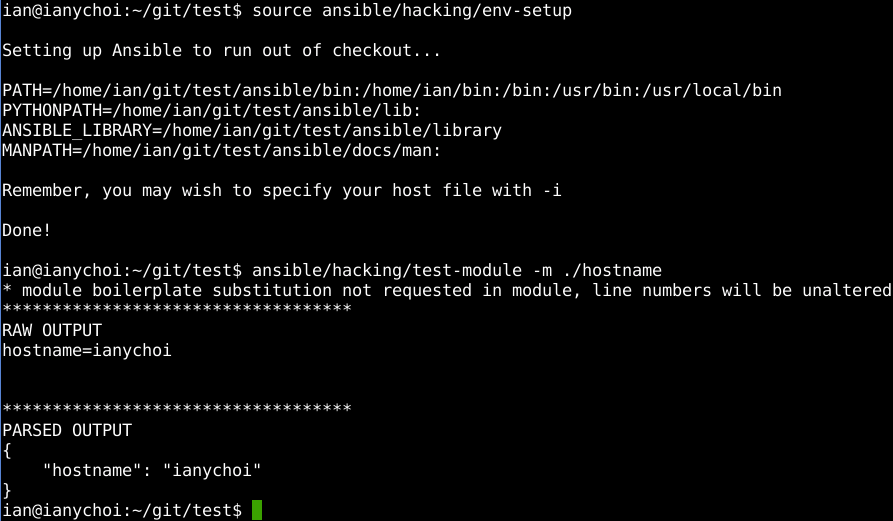 ian@ianychoi:~/git/test$ source ansible/hacking/env-setup
Setting up Ansible to run out of checkout...
PATH=/home/ian/git/test/ansible/bin:/home/ian/bin:/bin:/usr/bin:/usr/local/bin
PYTHONPATH=/home/ian/git/test/ansible/lib:
ANSIBLE_LIBRARY=/home/ian/git/test/ansible/library
MANPATH=/home/ian/git/test/ansible/docs/man:
Remember, you may wish to specify your host file with -i
Done!
ian@ianychoi:~/git/test$ ansible/hacking/test-module -m ./hostname
* module boilerplate substitution not requested in module, line numbers will be unaltered
***********************************
RAW OUTPUT
hostname=ianychoi
***********************************
PARSED OUTPUT
{
    "hostname": "ianychoi"
}
ian@ianychoi:~/git/test$